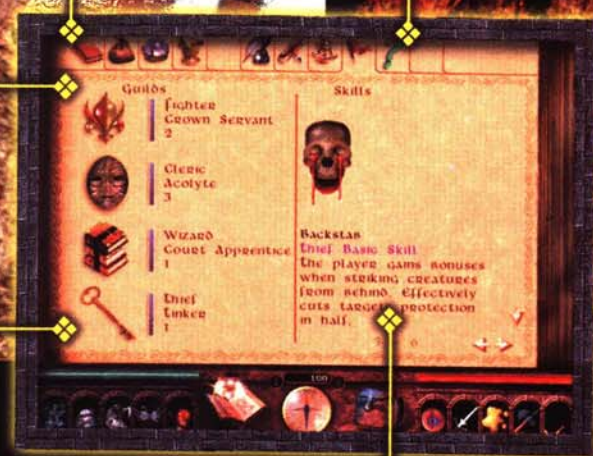 Guilds
Fighter
Crown Servant
2
Cleric
Acolyte
3
Wizard
Court Apprentice
1
Thief
Tinker
1
Skills
Backstab
Thief Basic Skill
The player gains bonuses
when striking creatures
from behind. Effectively
cuts targets protection
in half.
100